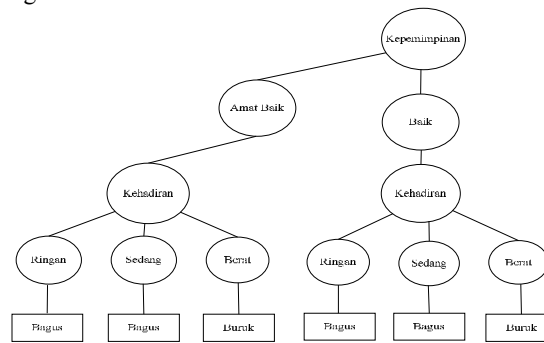 Kepemimpinan
Amat Baik
Baik
Kehadiran
Kehadiran
Ringan
Sedang
Berat
Ringan
Sedang
Berat
Bagus
Bagus
Buruk
Bagus
Bagus
Buruk